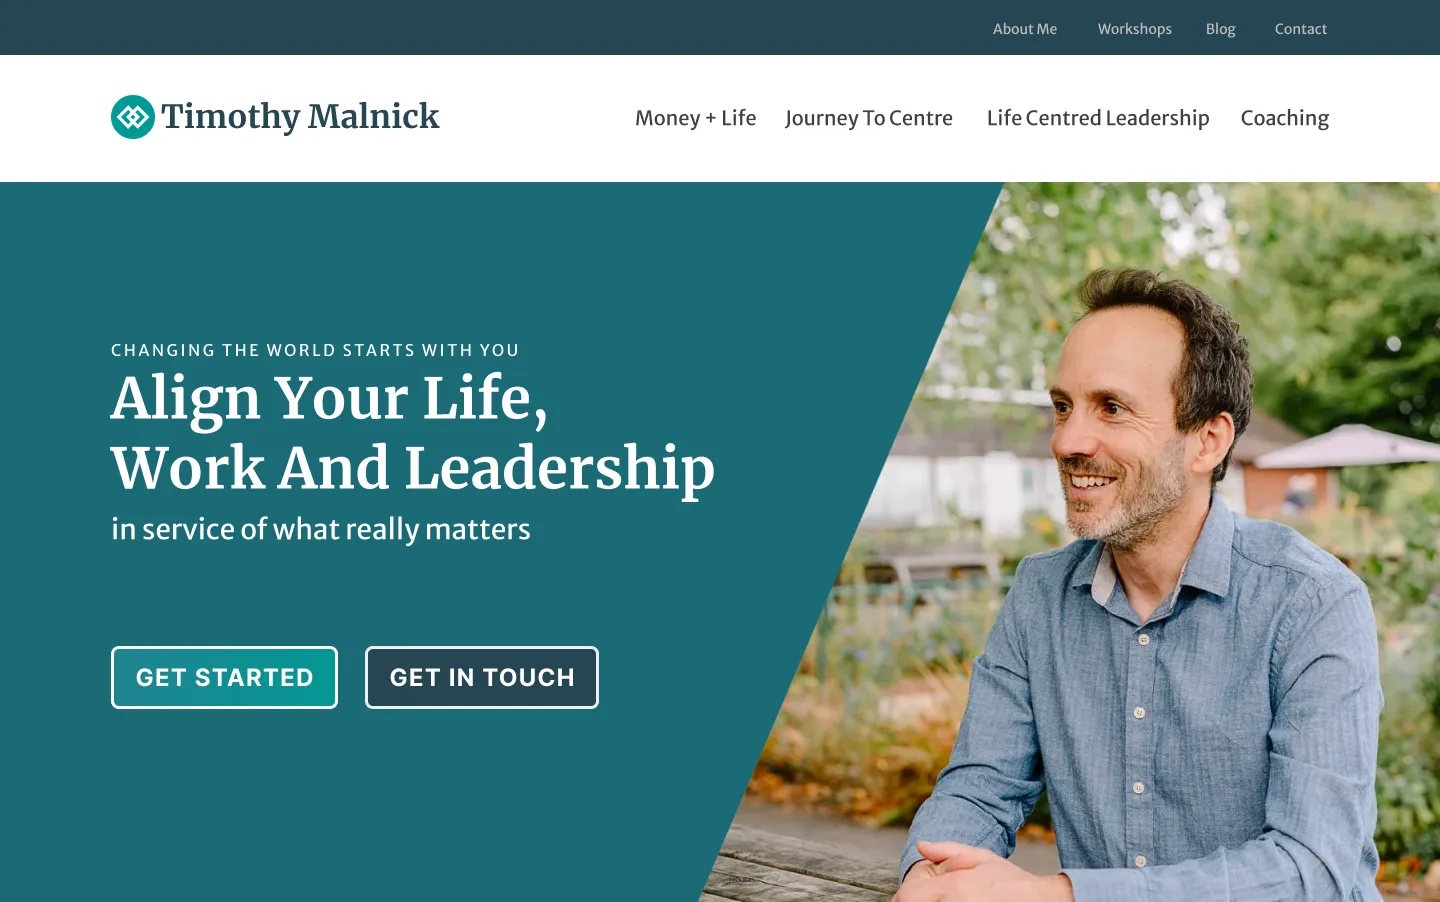 About Me Workshops Blog Contact
Timothy Malnick
Money + Life Journey To Centre Life Centred Leadership Coaching
CHANGING THE WORLD STARTS WITH YOU
Align Your Life,
Work And Leadership
in service of what really matters
GET STARTED GET IN TOUCH